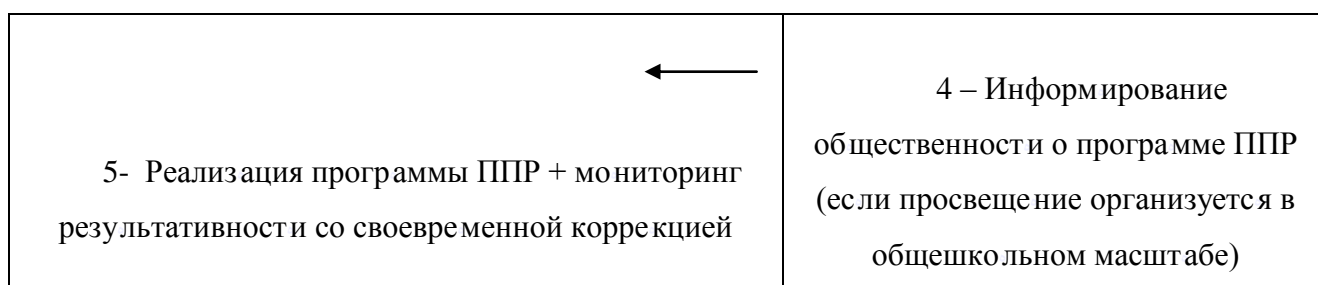 5- Реализация программы ППР + мониторинг
результативности со своевременной коррекцией
4 – Информирование
общественности о программе ППР
(если просвещение организуется в
общешкольном масштабе)